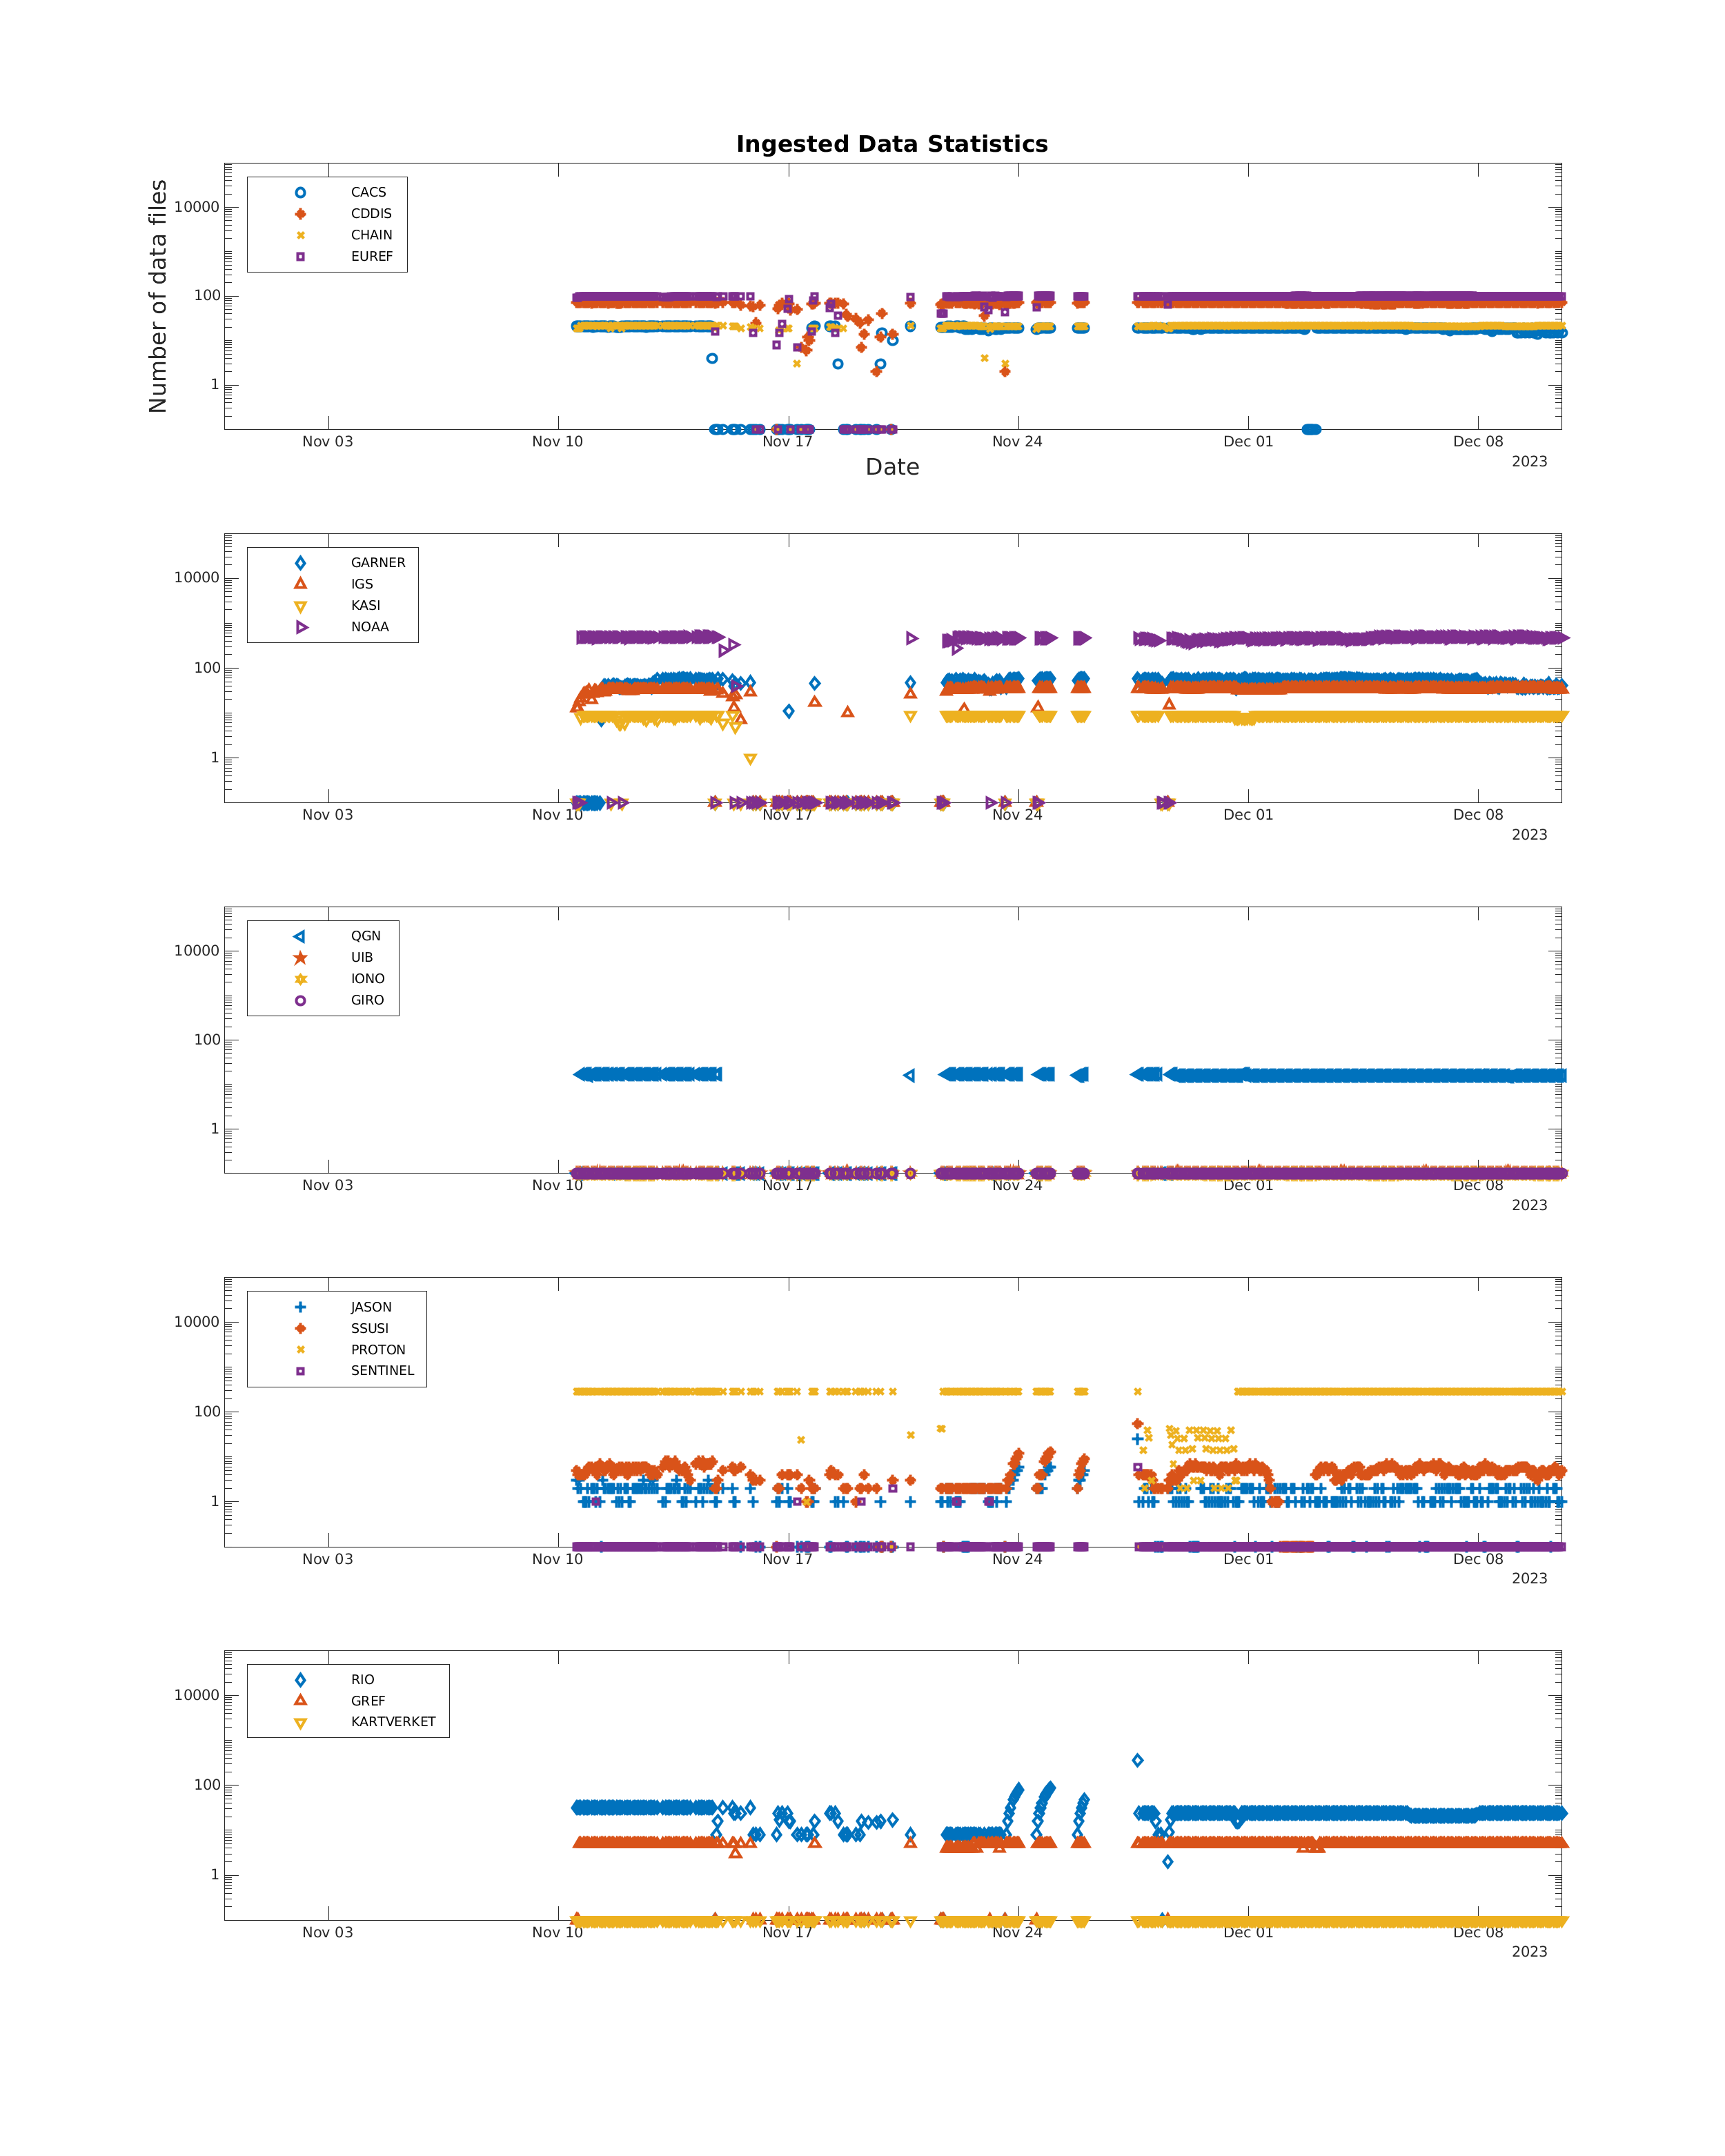 Ingested Data Statistics
Number of data files
10000
100
1
CACS
CDDIS
CHAIN
EUREF
Nov 03 Nov 10 Nov 17 Nov 24 Dec 01 Dec 08
2023
Date
10000
100
1
GARNER
IGS
KASI
NOAA
Nov 03 Nov 10 Nov 17 Nov 24 Dec 01 Dec 08
2023
10000
100
1
QGN
UIB
IONO
GIRO
Nov 03 Nov 10 Nov 17 Nov 24 Dec 01 Dec 08
2023
10000
100
1
JASON
SSUSI
PROTON
SENTINEL
Nov 03 Nov 10 Nov 17 Nov 24 Dec 01 Dec 08
2023
10000
100
1
RIO
GREF
KARTVERKET
Nov 03 Nov 10 Nov 17 Nov 24 Dec 01 Dec 08
2023